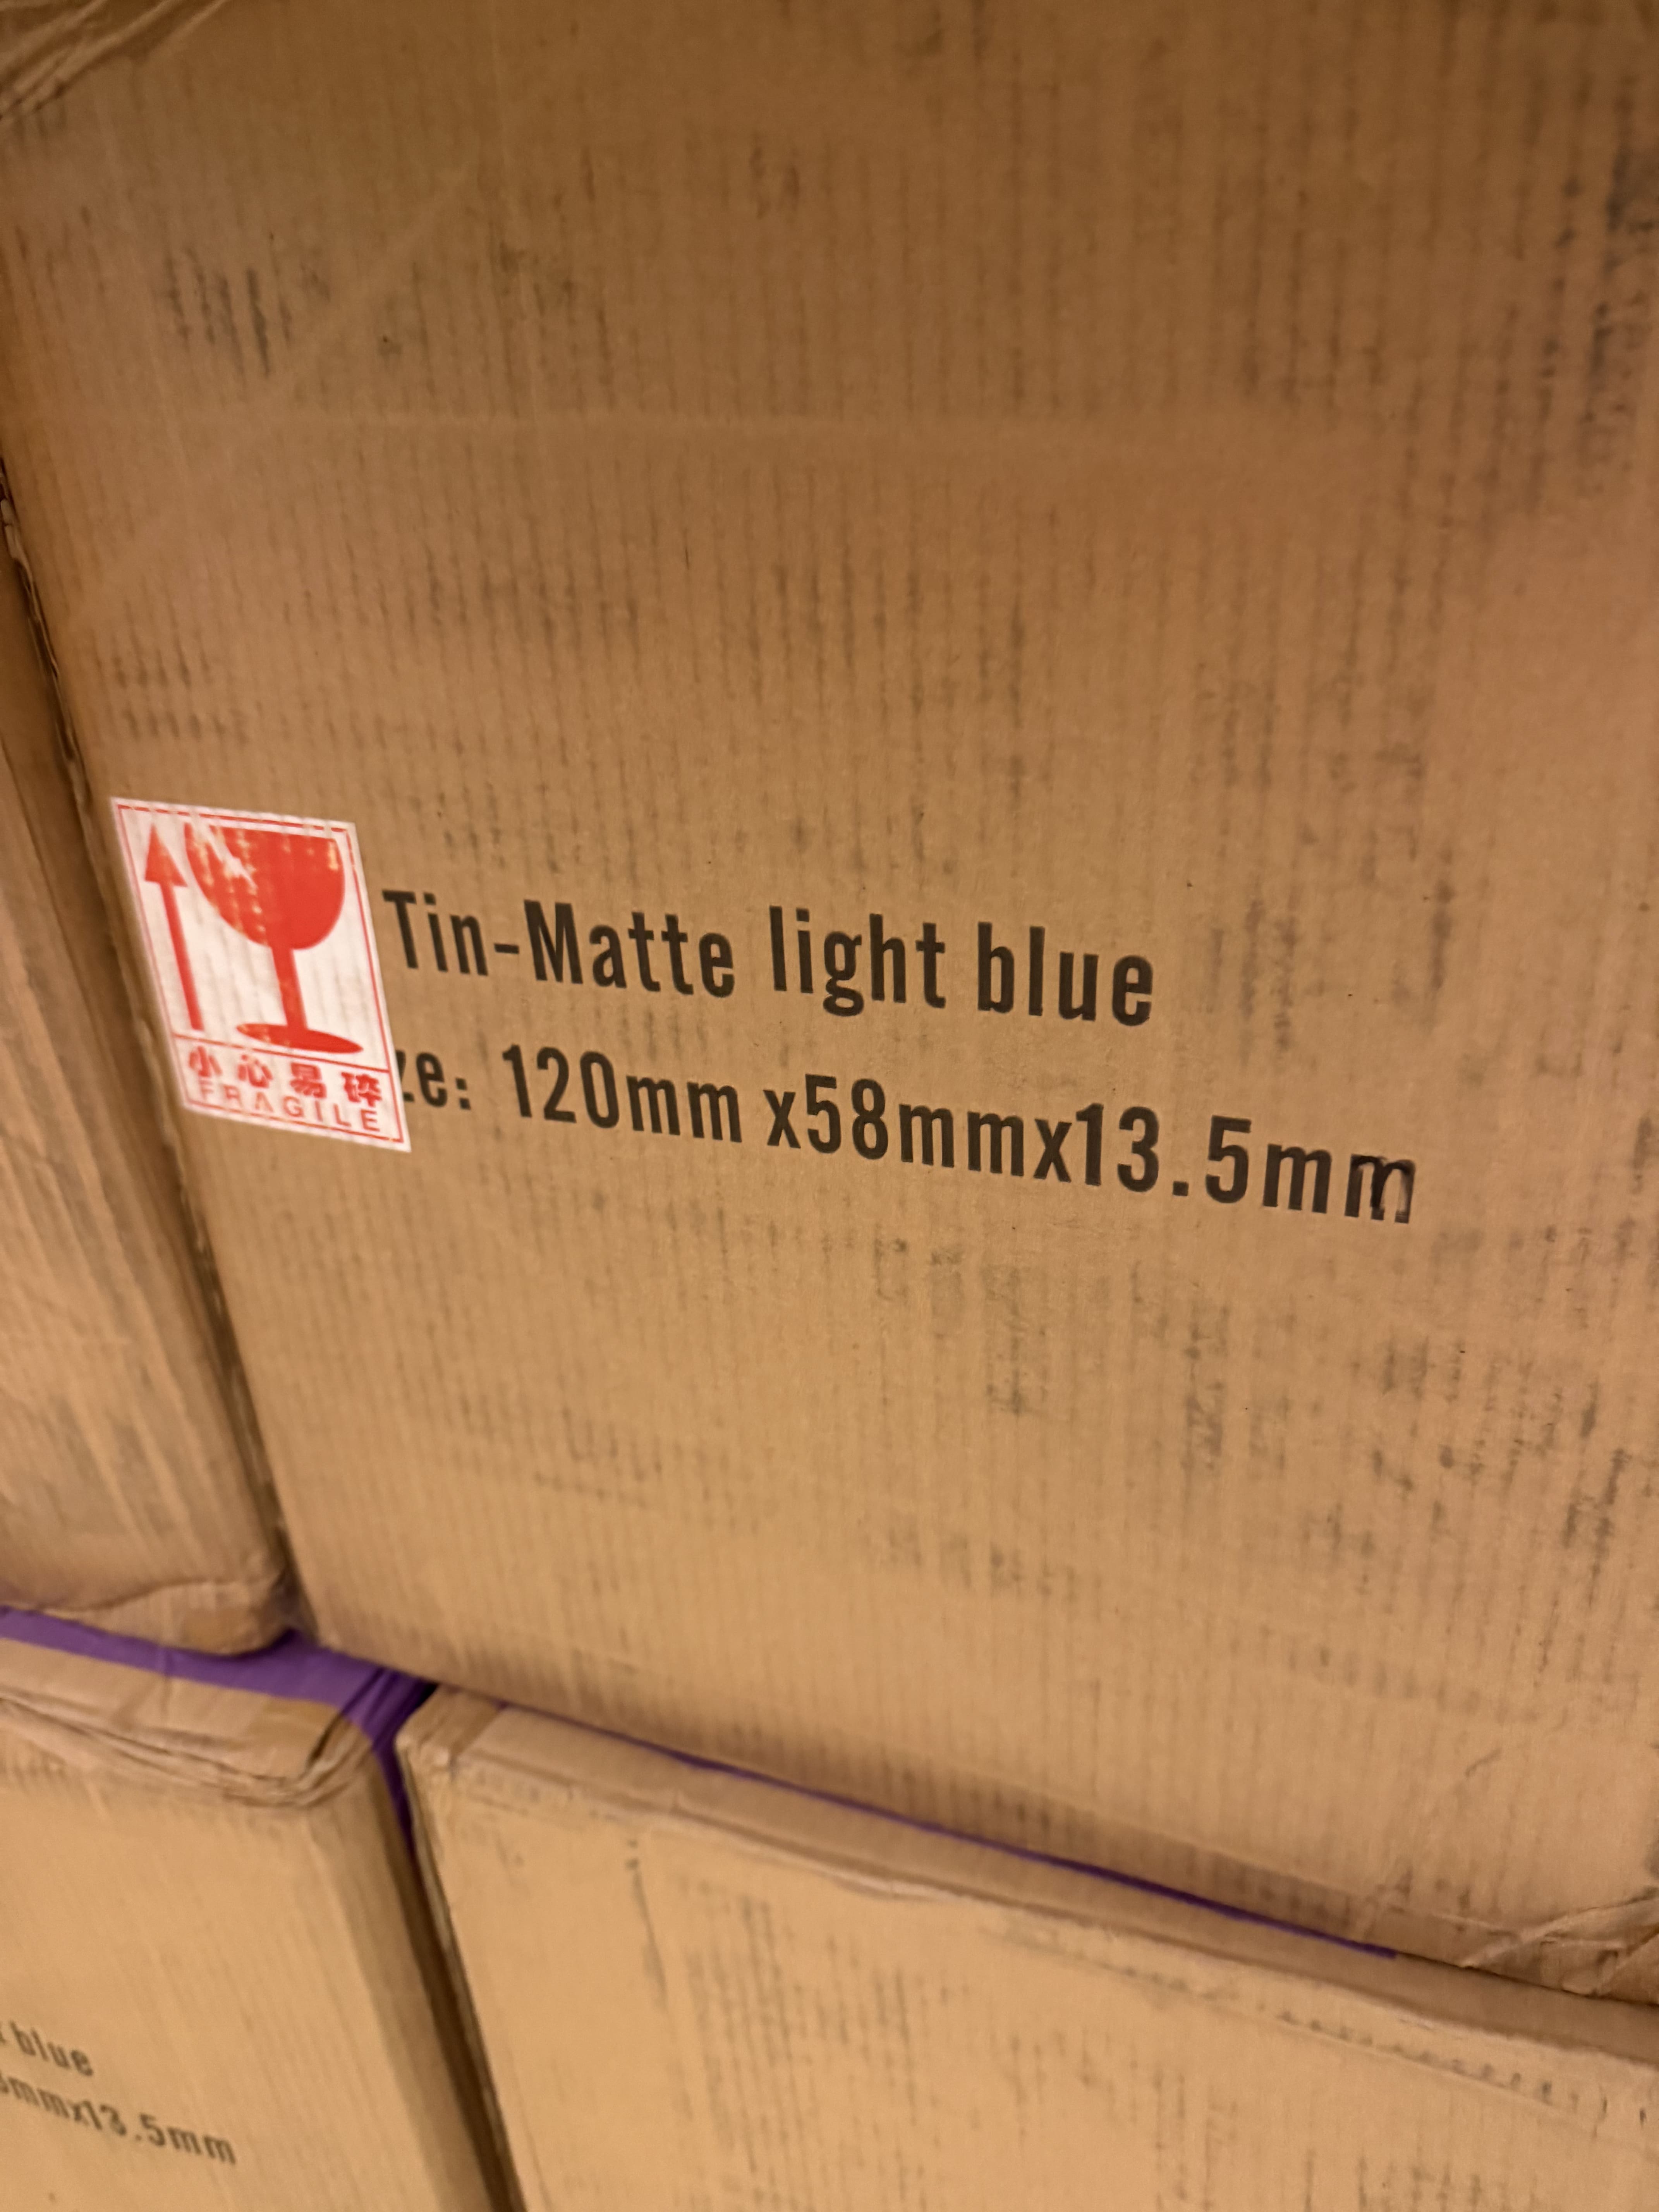 Tin-Matte light blue
ze: 120mm x58mmx13.5mm
小心易碎
FRAGILE
blue
mmx13.5mm